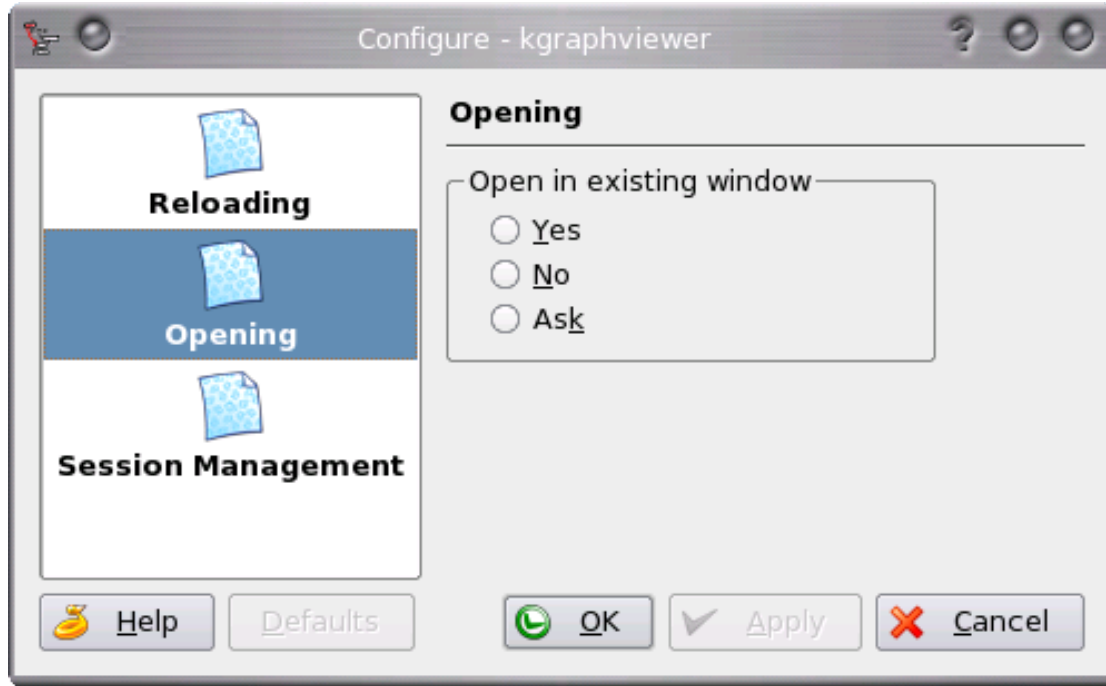 Configure - kgraphviewer
Reloading
Opening
Session Management
Opening
Open in existing window
Yes
No
Ask
Help
Defaults
OK
Apply
Cancel